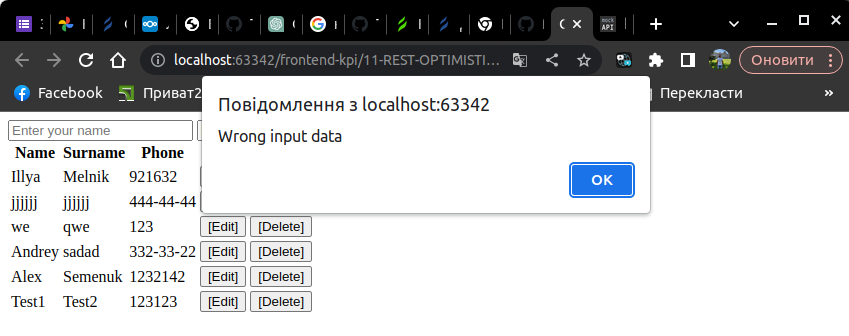 localhost:63342/frontend-kpi/11-REST-OPTIMISTI...
Оновити
Facebook
Приват2
Перекласти
»
Повідомлення з localhost:63342
Wrong input data
OK
Enter your name
Name Surname Phone
Illya Melnik 921632
jjjjjj jjjjjj 444-44-44
we qwe 123 [Edit] [Delete]
Andrey sadad 332-33-22 [Edit] [Delete]
Alex Semenuk 1232142 [Edit] [Delete]
Test1 Test2 123123 [Edit] [Delete]